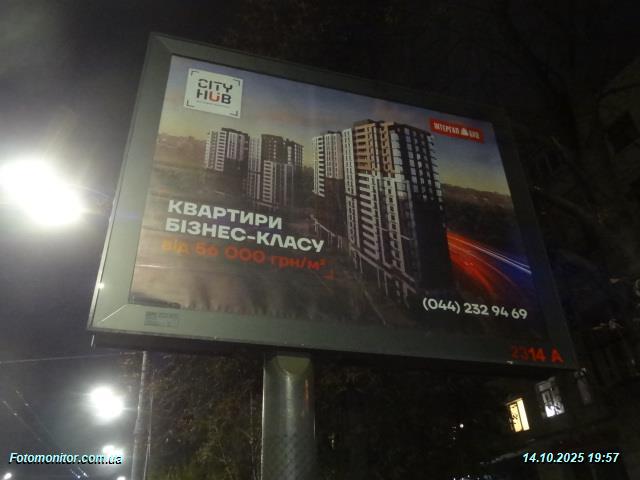 CITY
HUB
ІНТЕРГАЛ БУД
КВАРТИРИ
БІЗНЕС-КЛАСУ
від 56 000 грн/м²
(044) 232 94 69
2314 A
Fotomonitor.com.ua
14.10.2025 19:57